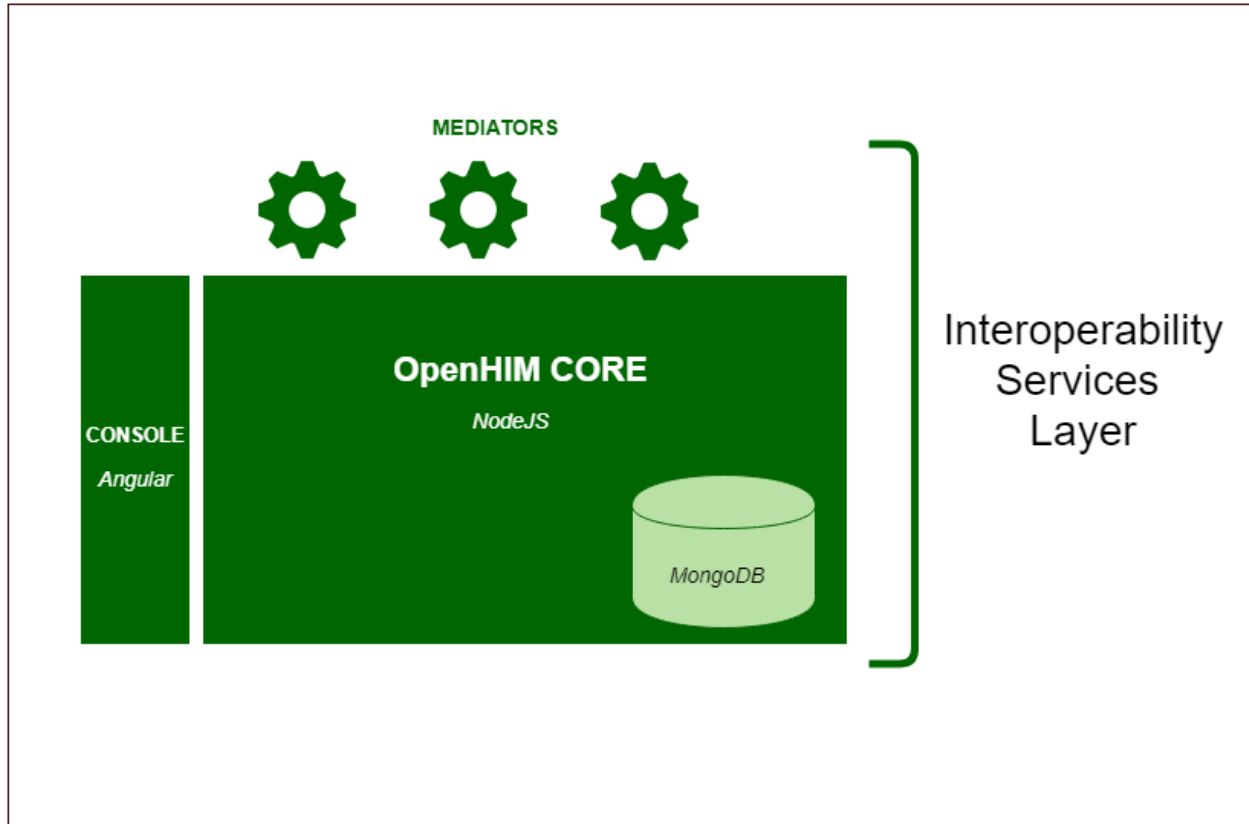 MEDIATORS
OpenHIM CORE
NodeJS
CONSOLE
Angular
MongoDB
Interoperability
Services
Layer